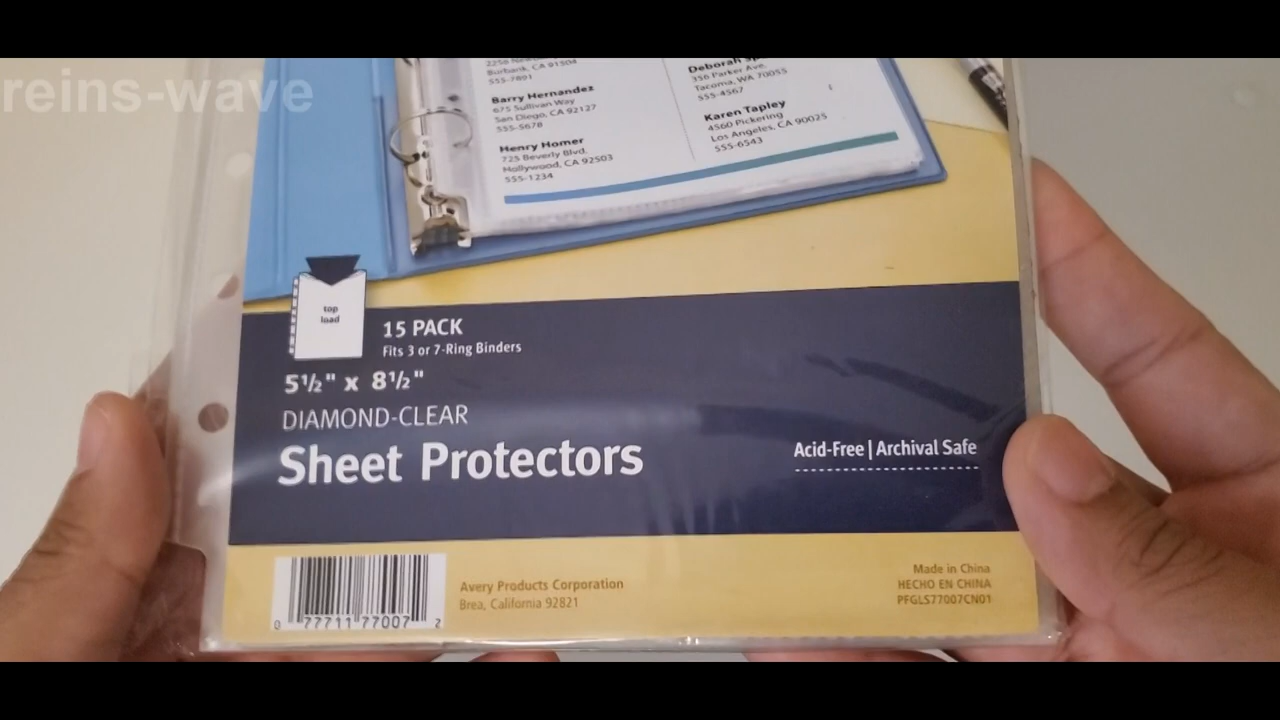 reins-wave
Burbank, CA 91504
555-7891
Barry Hernandez
675 Sullivan Way
San Diego, CA 92127
555-5678
Henry Homer
725 Beverly Blvd.
Hollywood, CA 92503
555-1234
Deborah
356 Parker Ave.
Tacoma, WA 70055
555-4567
Karen Tapley
4560 Pickering
Los Angeles, CA 90025
555-6543
top
load
15 PACK
Fits 3 or 7-Ring Binders
5½" x 8½"
DIAMOND-CLEAR
Sheet Protectors
Acid-Free | Archival Safe
0 77711 77007 2
Avery Products Corporation
Brea, California 92821
Made in China
HECHO EN CHINA
PFGLS77007CN01